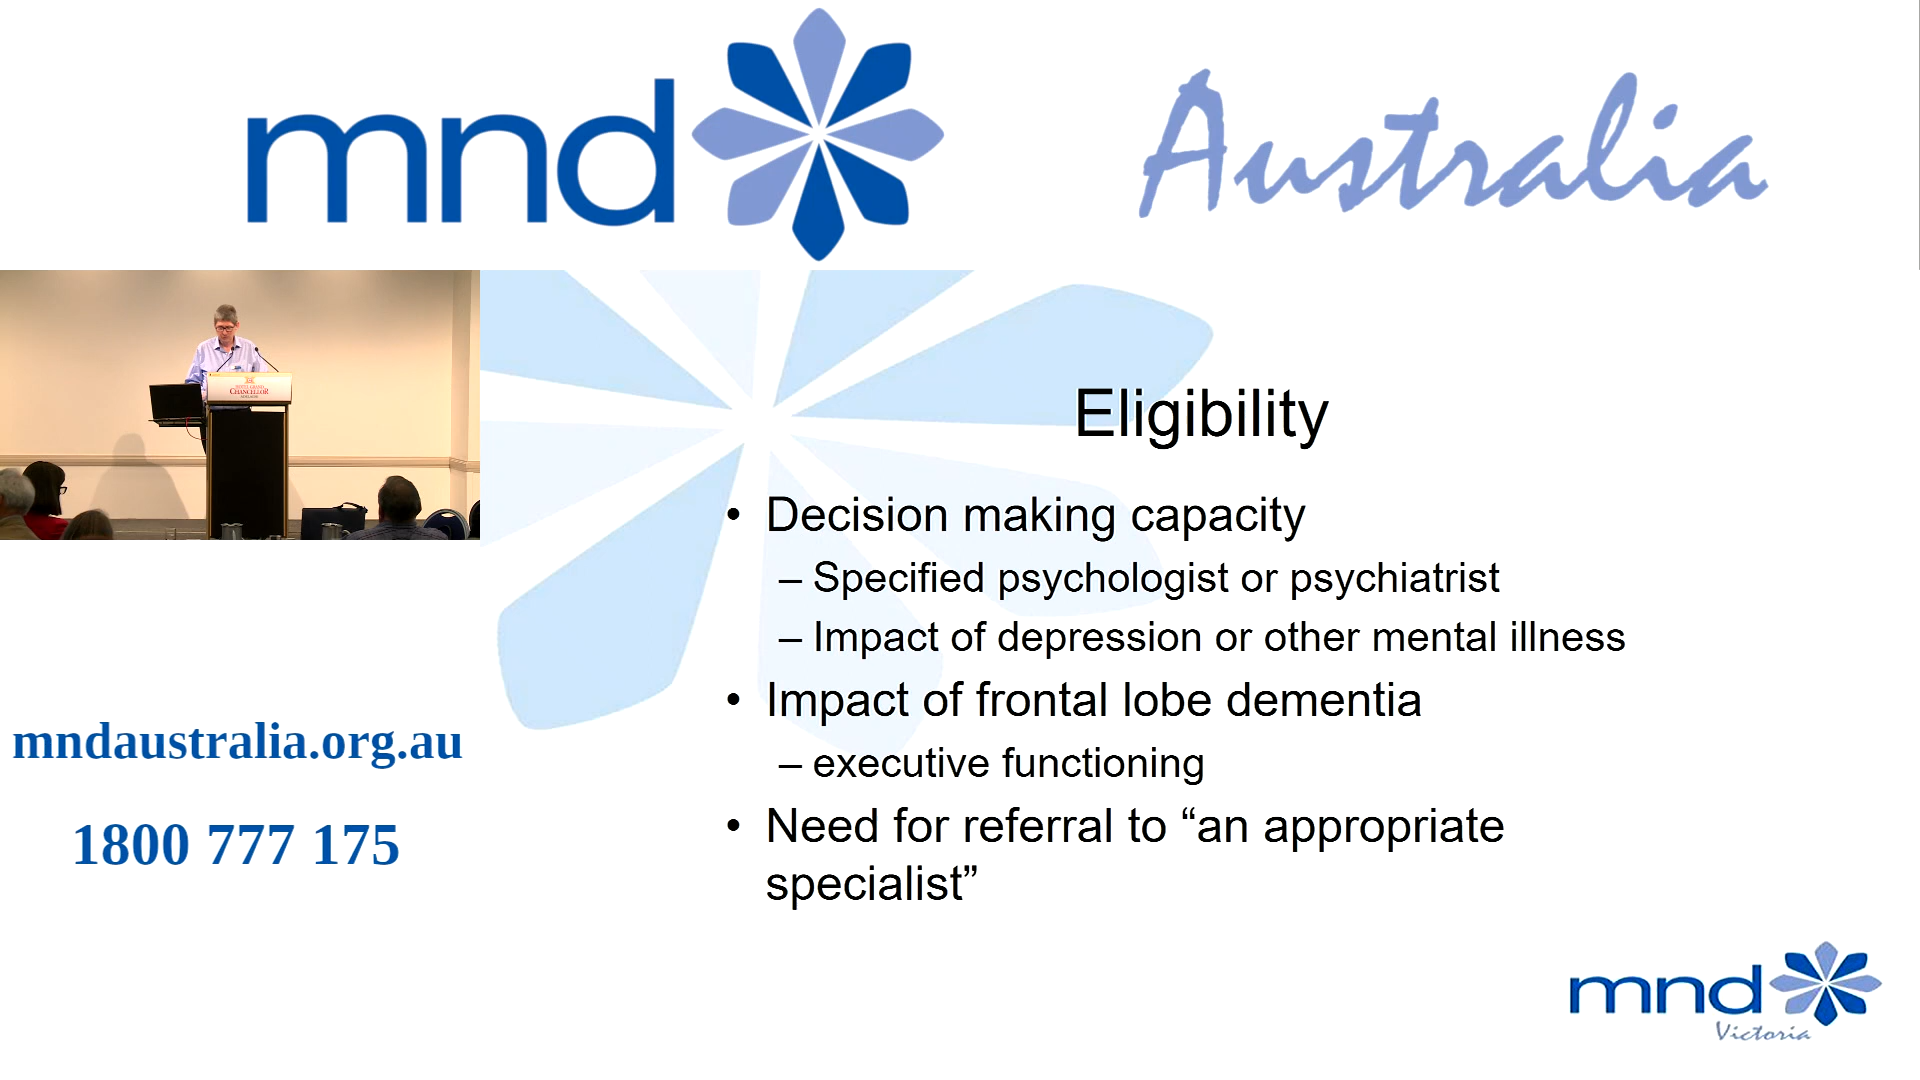 mnd Australia
CHANCELLOR
mndaustralia.org.au
1800 777 175
Eligibility
• Decision making capacity
– Specified psychologist or psychiatrist
– Impact of depression or other mental illness
• Impact of frontal lobe dementia
– executive functioning
• Need for referral to “an appropriate
specialist”
mnd
Victoria